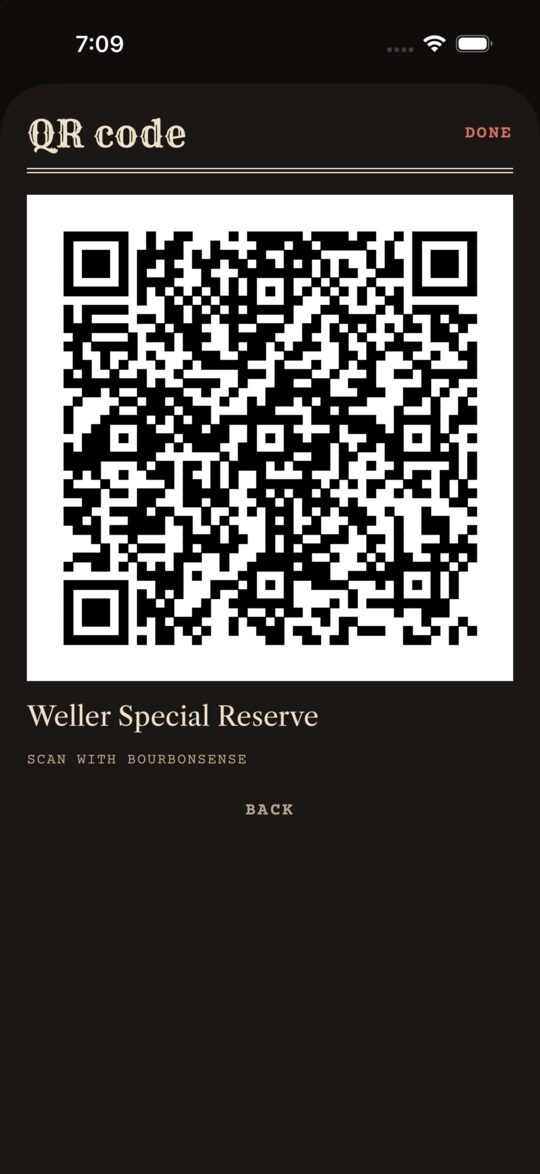 7:09
QR code
DONE
Weller Special Reserve
SCAN WITH BOURBONSENSE
BACK